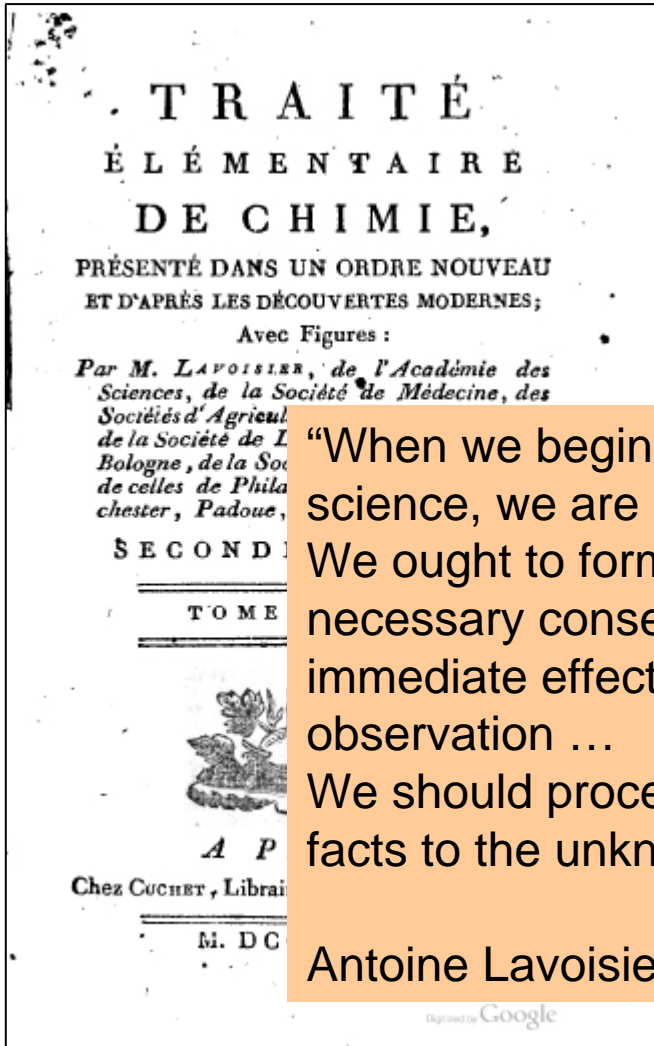 TRAITÉ
ÉLÉMENTAIRE
DE CHIMIE,
PRÉSENTÉ DANS UN ORDRE NOUVEAU
ET D'APRÈS LES DÉCOUVERTES MODERNES;
Avec Figures :
Par M. LAVOISIER, de l'Académie des
Sciences, de la Société de Médecine, des
Sociétés d'Agricul
de la Société de
Bologne, de la Soc
de celles de Phila
chester, Padoue,
SECOND
TOME
A P
Chez CUCHET, Librai
M. DC
“When we begin
science, we are
We ought to form
necessary conse
immediate effect
observation …
We should proce
facts to the unkn
Antoine Lavoisie
Digitized by Google